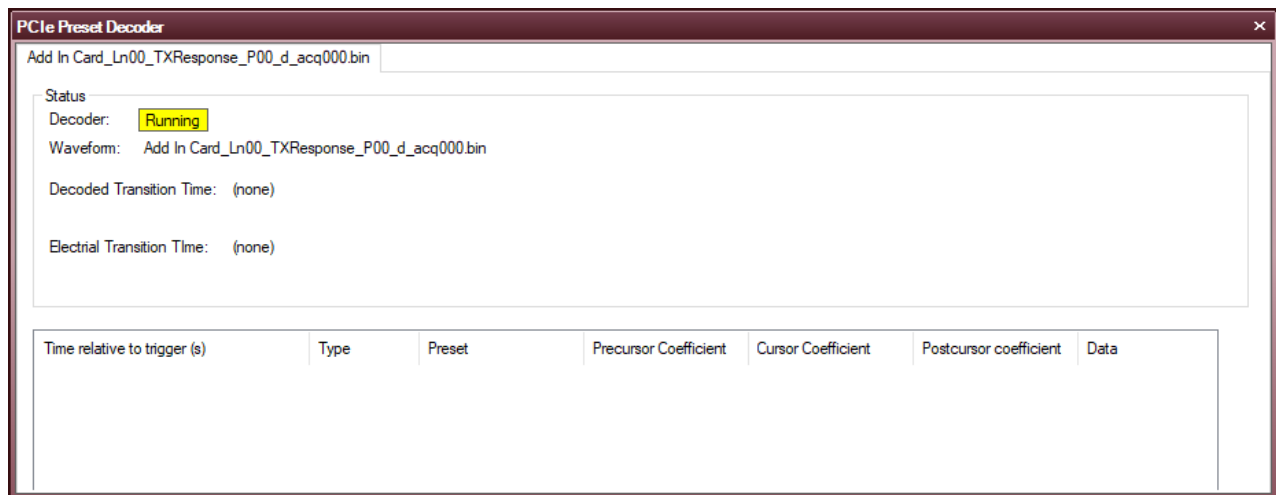 PCIe Preset Decoder
Add In Card_Ln00_TXResponse_P00_d_acq000.bin
Status
Decoder: Running
Waveform: Add In Card_Ln00_TXResponse_P00_d_acq000.bin
Decoded Transition Time: (none)
Electrial Transition TIme: (none)
Time relative to trigger (s) Type Preset Precursor Coefficient Cursor Coefficient Postcursor coefficient Data